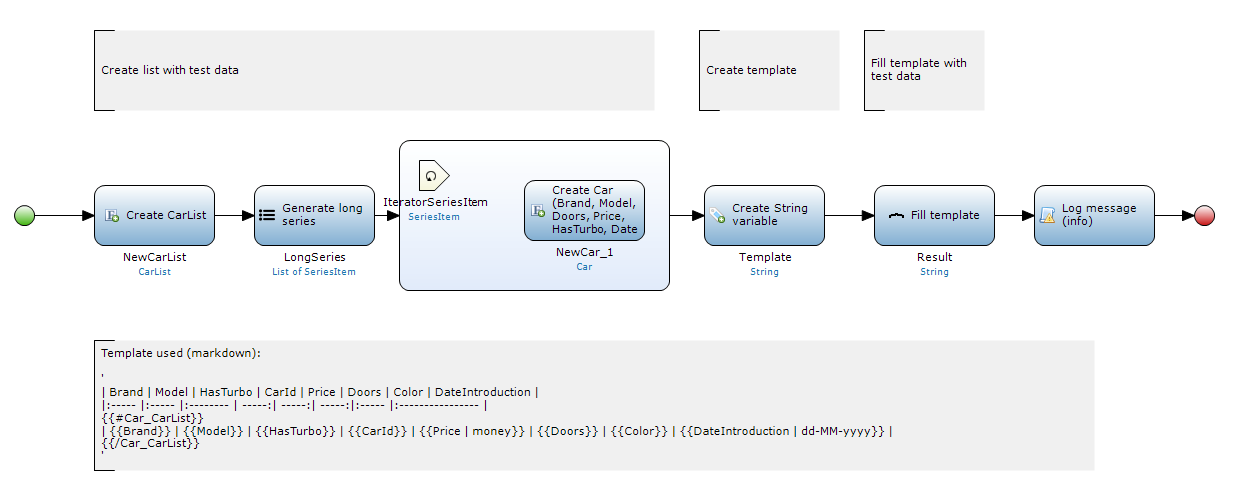 Create list with test data
Create template
Fill template with
test data
Create CarList
NewCarList
CarList
Generate long
series
LongSeries
List of SeriesItem
IteratorSeriesItem
SeriesItem
Create Car
(Brand, Model,
Doors, Price,
HasTurbo, Date
NewCar_1
Car
Create String
variable
Template
String
Fill template
Result
String
Log message
(info)
Template used (markdown):
'
| Brand | Model | HasTurbo | CarId | Price | Doors | Color | DateIntroduction |
|:----- |:----- |:-------- | -----:| -----:| -----:|:----- |:---------------- |
{{#Car_CarList}}
| {{Brand}} | {{Model}} | {{HasTurbo}} | {{CarId}} | {{Price | money}} | {{Doors}} | {{Color}} | {{DateIntroduction | dd-MM-yyyy}} |
{{/Car_CarList}}
'